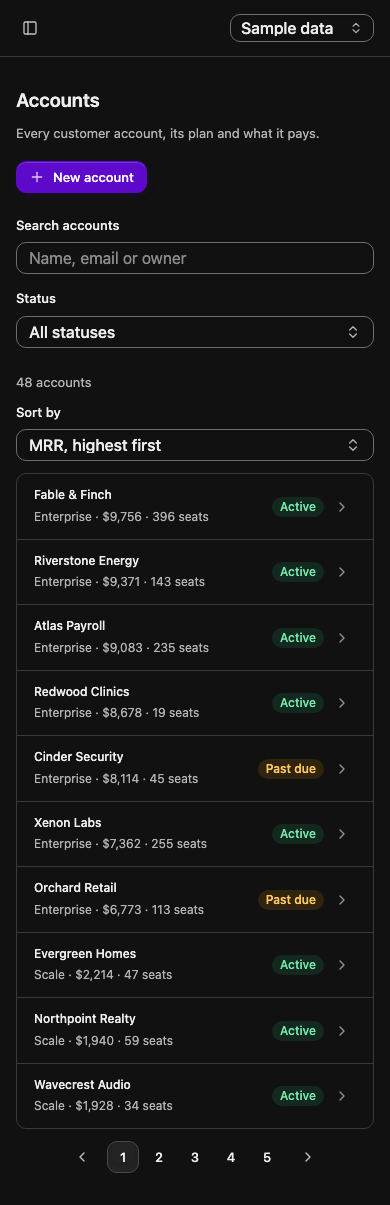 Sample data
Accounts
Every customer account, its plan and what it pays.
New account
Search accounts
Name, email or owner
Status
All statuses
48 accounts
Sort by
MRR, highest first
Fable & Finch
Enterprise · $9,756 · 396 seats
Active
Riverstone Energy
Enterprise · $9,371 · 143 seats
Active
Atlas Payroll
Enterprise · $9,083 · 235 seats
Active
Redwood Clinics
Enterprise · $8,678 · 19 seats
Active
Cinder Security
Enterprise · $8,114 · 45 seats
Past due
Xenon Labs
Enterprise · $7,362 · 255 seats
Active
Orchard Retail
Enterprise · $6,773 · 113 seats
Past due
Evergreen Homes
Scale · $2,214 · 47 seats
Active
Northpoint Realty
Scale · $1,940 · 59 seats
Active
Wavecrest Audio
Scale · $1,928 · 34 seats
Active
1 2 3 4 5